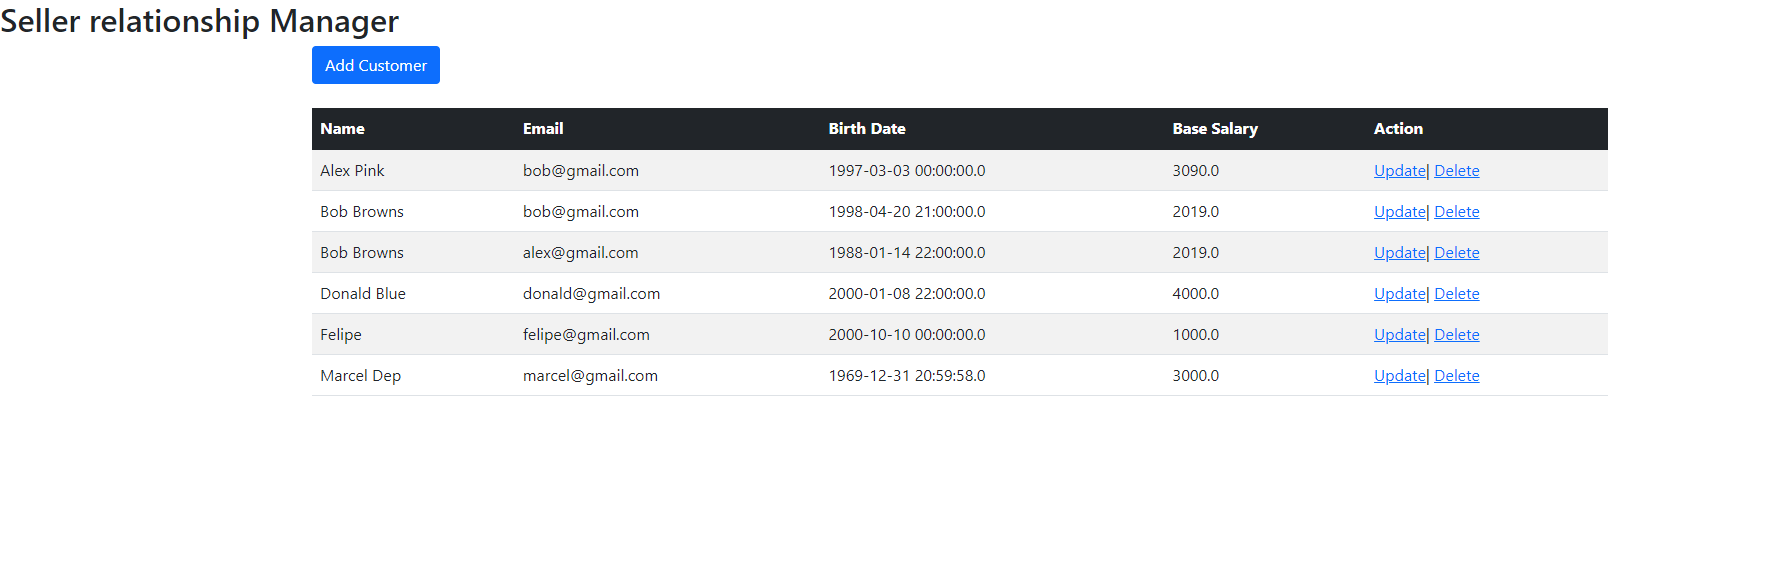 Seller relationship Manager
Add Customer
Name Email Birth Date Base Salary Action
Alex Pink bob@gmail.com 1997-03-03 00:00:00.0 3090.0 Update| Delete
Bob Browns bob@gmail.com 1998-04-20 21:00:00.0 2019.0 Update| Delete
Bob Browns alex@gmail.com 1988-01-14 22:00:00.0 2019.0 Update| Delete
Donald Blue donald@gmail.com 2000-01-08 22:00:00.0 4000.0 Update| Delete
Felipe felipe@gmail.com 2000-10-10 00:00:00.0 1000.0 Update| Delete
Marcel Dep marcel@gmail.com 1969-12-31 20:59:58.0 3000.0 Update| Delete